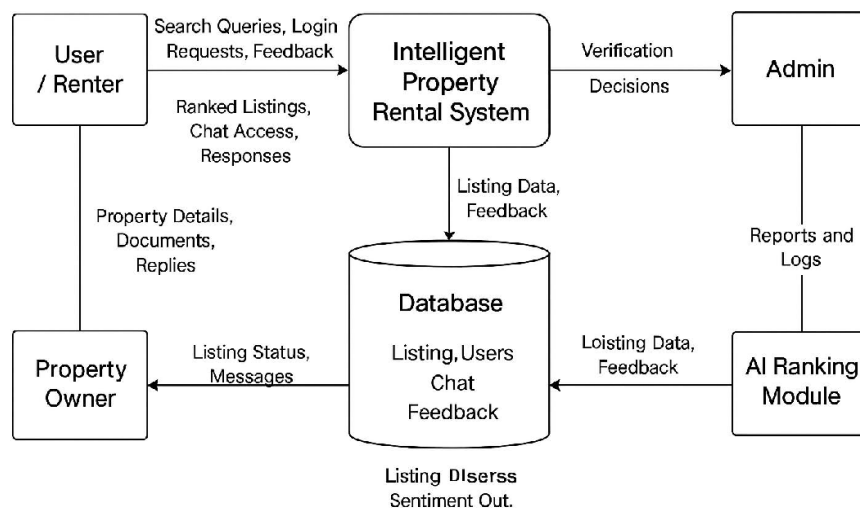 Search Queries, Login
Requests, Feedback
User
/ Renter
Intelligent
Property
Rental System
Verification
Decisions
Admin
Ranked Listings,
Chat Access,
Responses
Listing Data,
Feedback
Property Details,
Documents,
Replies
Reports and
Logs
Database
Listing, Users
Chat
Feedback
Listing Status,
Messages
Loisting Data,
Feedback
Property
Owner
AI Ranking
Module
Listing DIserss
Sentiment Out.